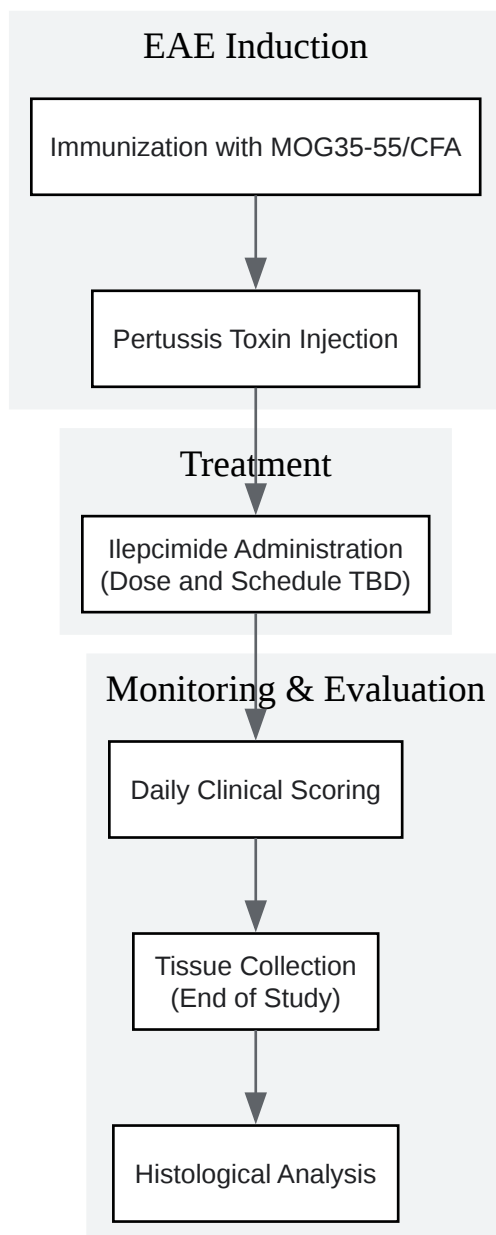 EAE Induction
Immunization with MOG35-55/CFA
Pertussis Toxin Injection
Treatment
Ilepcimide Administration
(Dose and Schedule TBD)
Monitoring & Evaluation
Daily Clinical Scoring
Tissue Collection
(End of Study)
Histological Analysis